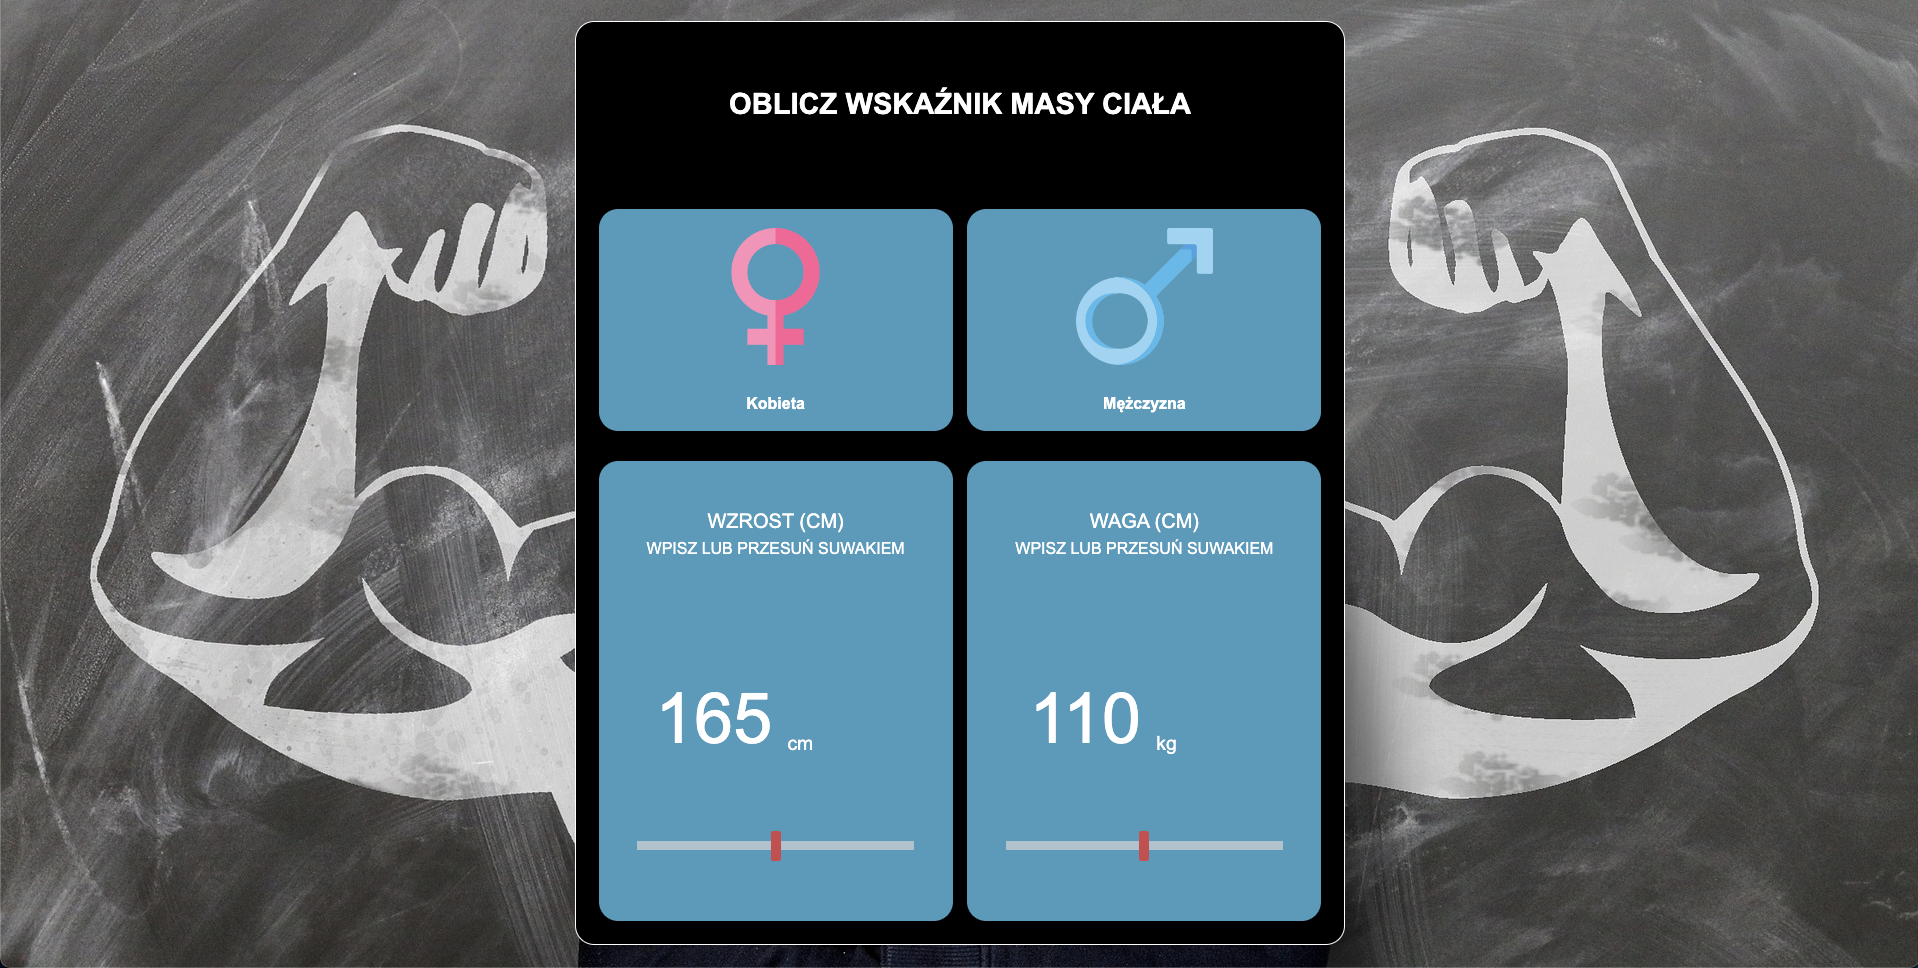 OBLICZ WSKAŹNIK MASY CIAŁA
Kobieta
Mężczyzna
WZROST (CM)
WPISZ LUB PRZESUŃ SUWAKIEM
165 cm
WAGA (CM)
WPISZ LUB PRZESUŃ SUWAKIEM
110 kg